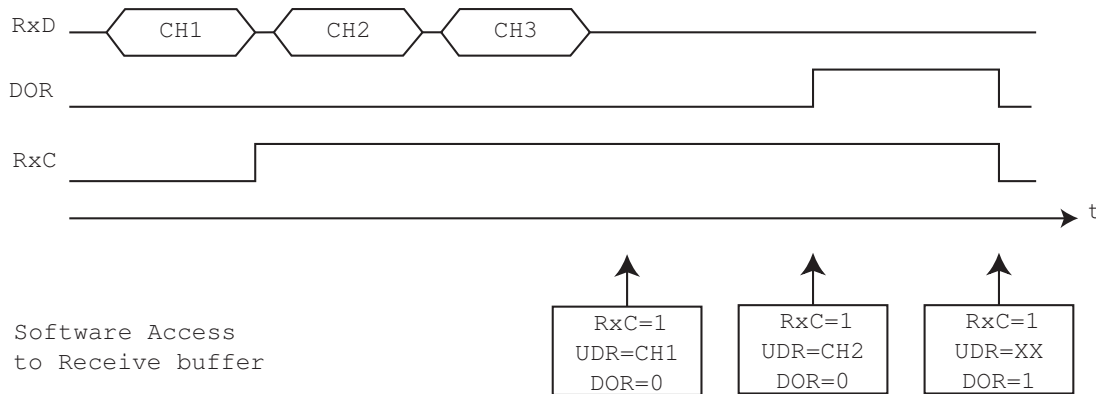 RxD CH1 CH2 CH3
DOR
RxC
t
Software Access
to Receive buffer
RxC=1
UDR=CH1
DOR=0
RxC=1
UDR=CH2
DOR=0
RxC=1
UDR=XX
DOR=1